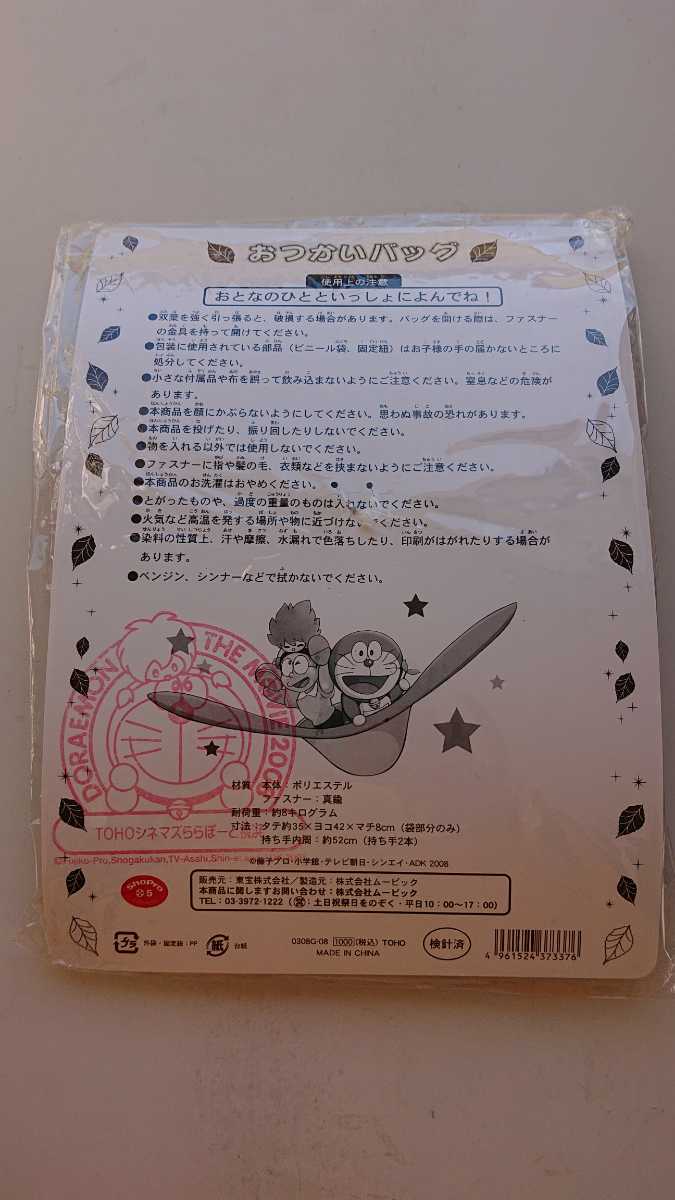 おつかいバッグ
使用上の注意
おとなのひとといっしょによんでね！
●双葉を強く引っ張ると、破損する場合があります。バッグを開ける際は、ファスナー
の金具を持って開けてください。
●包装に使用されている部品（ビニール袋、固定紐）はお子様の手の届かないところに
処分してください。
●小さな付属品や布を誤って飲み込まないようにご注意ください。窒息などの危険が
あります。
●本商品を顔にかぶらないようにしてください。思わぬ事故の恐れがあります。
●本商品を投げたり、振り回したりしないでください。
●物を入れる以外では使用しないでください。
●ファスナーに指や髪の毛、衣類などを挟まないようにご注意ください。
●本商品のお洗濯はおやめください。
●とがったものや、過度の重量のものは入れないでください。
●火気など高温を発する場所や物に近づけな ください。
●染料の性質上、汗や摩擦、水漏れで色落ちしたり、印刷がはがれたりする場合が
あります。
●ベンジン、シンナーなどで拭かないでください。
DORAEMON THE MOVIE
TOHOシネマズららぽーと
©Fujiko-Pro,Shogakukan,TV-Asahi,Shin-
材質 本体：ポリエステル
ファスナー：真鍮
耐荷重：約8キログラム
寸法：タテ約35×ヨコ42×マチ8cm（袋部分のみ）
持ち手内周：約52cm（持ち手2本）
©藤子プロ・小学館・テレビ朝日・シンエイ・ADK 2008
ShoPro
5
販売元：東宝株式会社／製造元：株式会社ムービック
本商品に関しますお問い合わせ：株式会社ムービック
TEL：03-3972-1222（営：土日祝祭日をのぞく・平日10：00〜17：00）
プラ 外袋・固定紐：PP
紙 台紙
0308G-08 1000(税込) TOHO
MADE IN CHINA
検針済
4 961524 373376